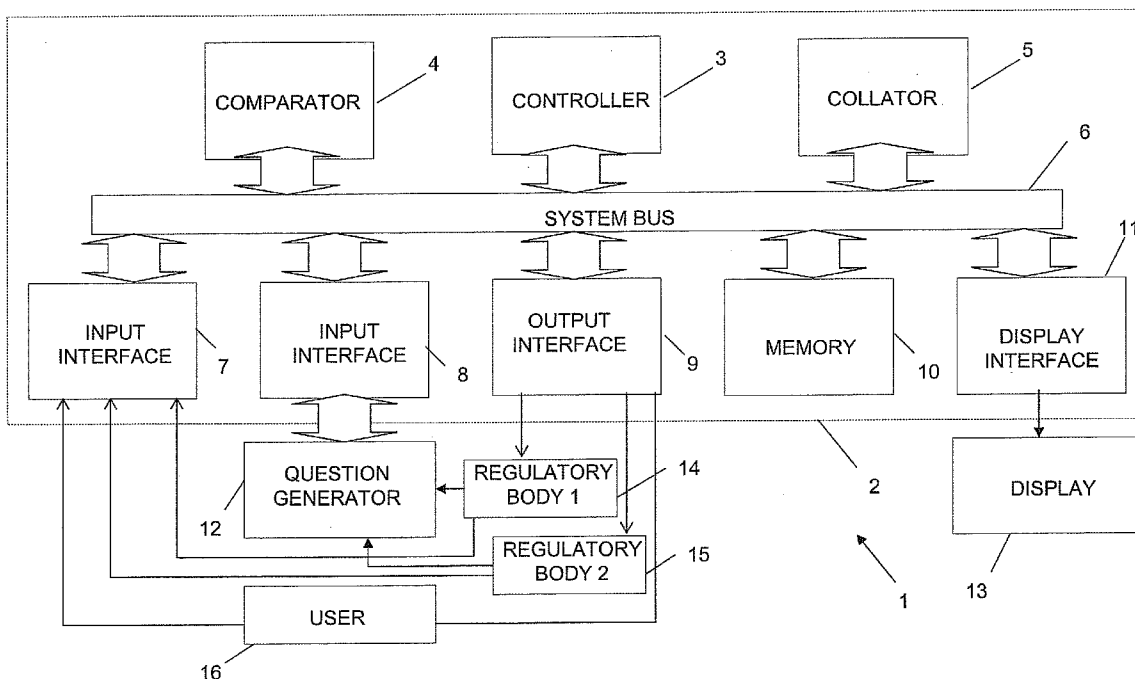 COMPARATOR
4
CONTROLLER
3
COLLATOR
5
6
SYSTEM BUS
11
INPUT
INTERFACE
7
INPUT
INTERFACE
8
OUTPUT
INTERFACE
9
MEMORY
10
DISPLAY
INTERFACE
QUESTION
GENERATOR
12
REGULATORY
BODY 1
14
2
DISPLAY
13
REGULATORY
BODY 2
15
1
USER
16